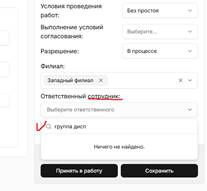 Условия проведения
работ:
Без простоя
Выполнение условий
согласования:
Выберите...
Разрешение:
В процессе
Филиал:
Западный филиал ×
Ответственный сотрудник:
Выберите ответственного
группа дисп
Ничего не найдено.
Принять в работу
Сохранить